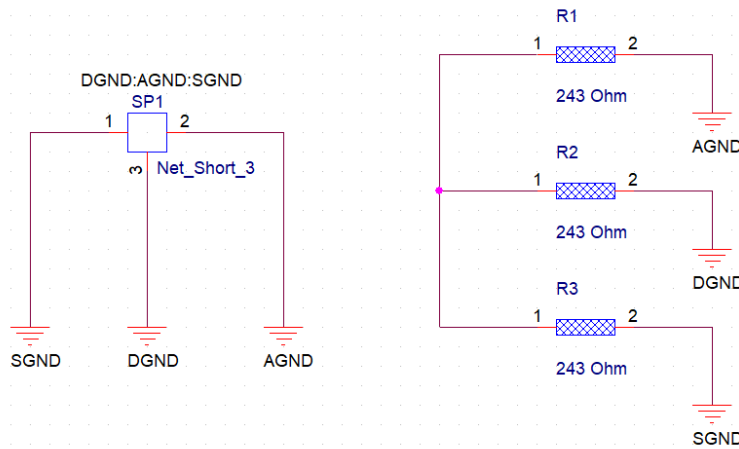 DGND:AGND:SGND
SP1
1
2
3
Net_Short_3
SGND
DGND
AGND
R1
1
2
243 Ohm
AGND
R2
1
2
243 Ohm
DGND
R3
1
2
243 Ohm
SGND